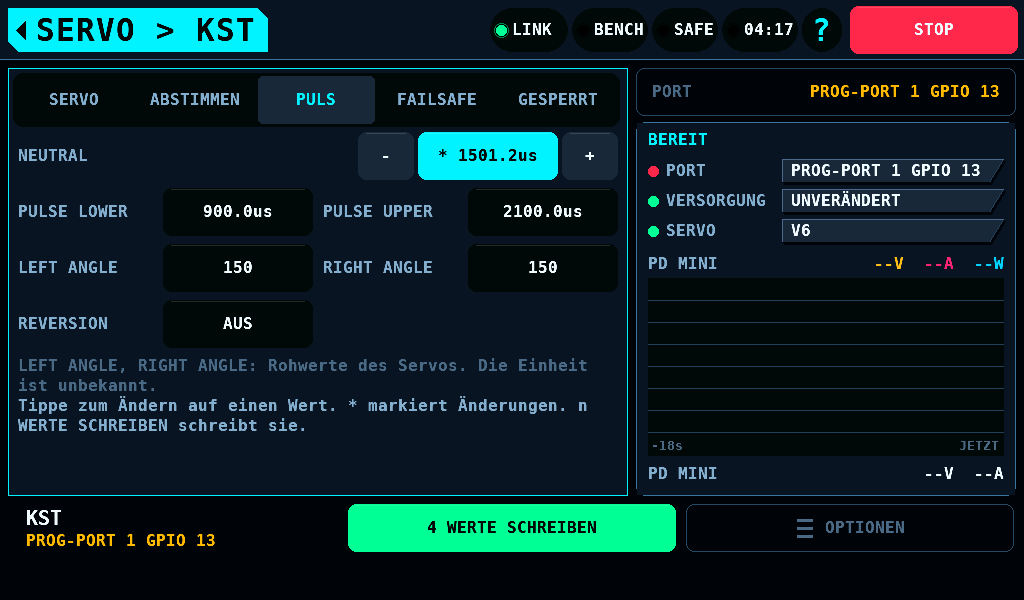 SERVO > KST
LINK
BENCH
SAFE
04:17
?
STOP
SERVO
ABSTIMMEN
PULS
FAILSAFE
GESPERRT
NEUTRAL
-
* 1501.2us
+
PULSE LOWER
900.0us
PULSE UPPER
2100.0us
LEFT ANGLE
150
RIGHT ANGLE
150
REVERSION
AUS
LEFT ANGLE, RIGHT ANGLE: Rohwerte des Servos. Die Einheit
ist unbekannt.
Tippe zum Ändern auf einen Wert. * markiert Änderungen. n
WERTE SCHREIBEN schreibt sie.
PORT
PROG-PORT 1 GPIO 13
BEREIT
PORT
PROG-PORT 1 GPIO 13
VERSORGUNG
UNVERÄNDERT
SERVO
V6
PD MINI
--V --A --W
-18s
JETZT
PD MINI
--V --A
KST
PROG-PORT 1 GPIO 13
4 WERTE SCHREIBEN
OPTIONEN